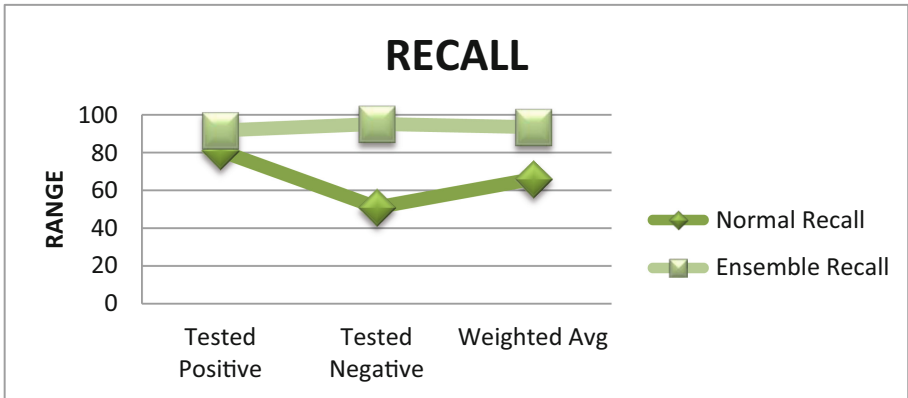 RECALL
RANGE
100
80
60
40
20
0
Tested
Positive
Tested
Negative
Weighted Avg
Normal Recall
Ensemble Recall